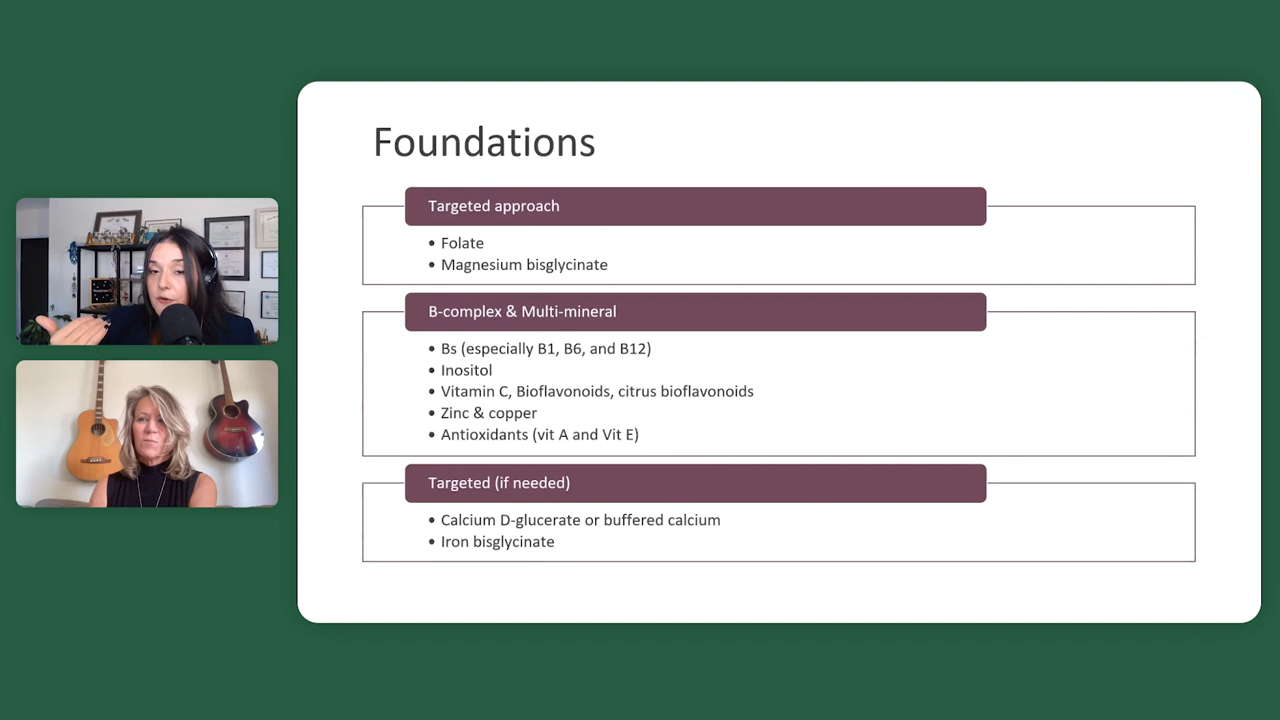 Foundations
Targeted approach
• Folate
• Magnesium bisglycinate
B-complex & Multi-mineral
• Bs (especially B1, B6, and B12)
• Inositol
• Vitamin C, Bioflavonoids, citrus bioflavonoids
• Zinc & copper
• Antioxidants (vit A and Vit E)
Targeted (if needed)
• Calcium D-glucerate or buffered calcium
• Iron bisglycinate